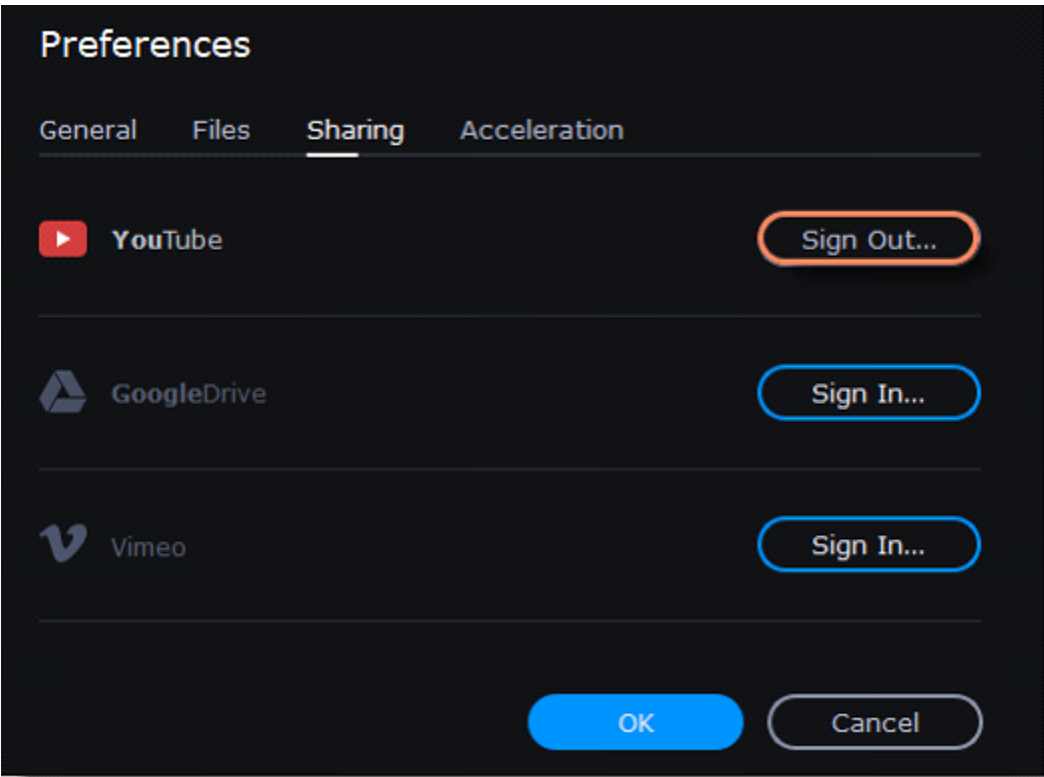 Preferences
General Files Sharing Acceleration
YouTube Sign Out...
GoogleDrive Sign In...
Vimeo Sign In...
OK Cancel